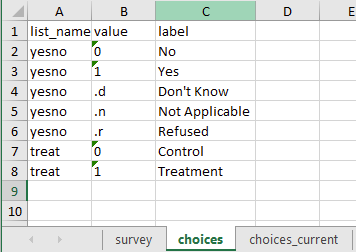 A B C D E
1 list_name value label
2 yesno 0 No
3 yesno 1 Yes
4 yesno .d Don't Know
5 yesno .n Not Applicable
6 yesno .r Refused
7 treat 0 Control
8 treat 1 Treatment
9
10
survey choices choices_current